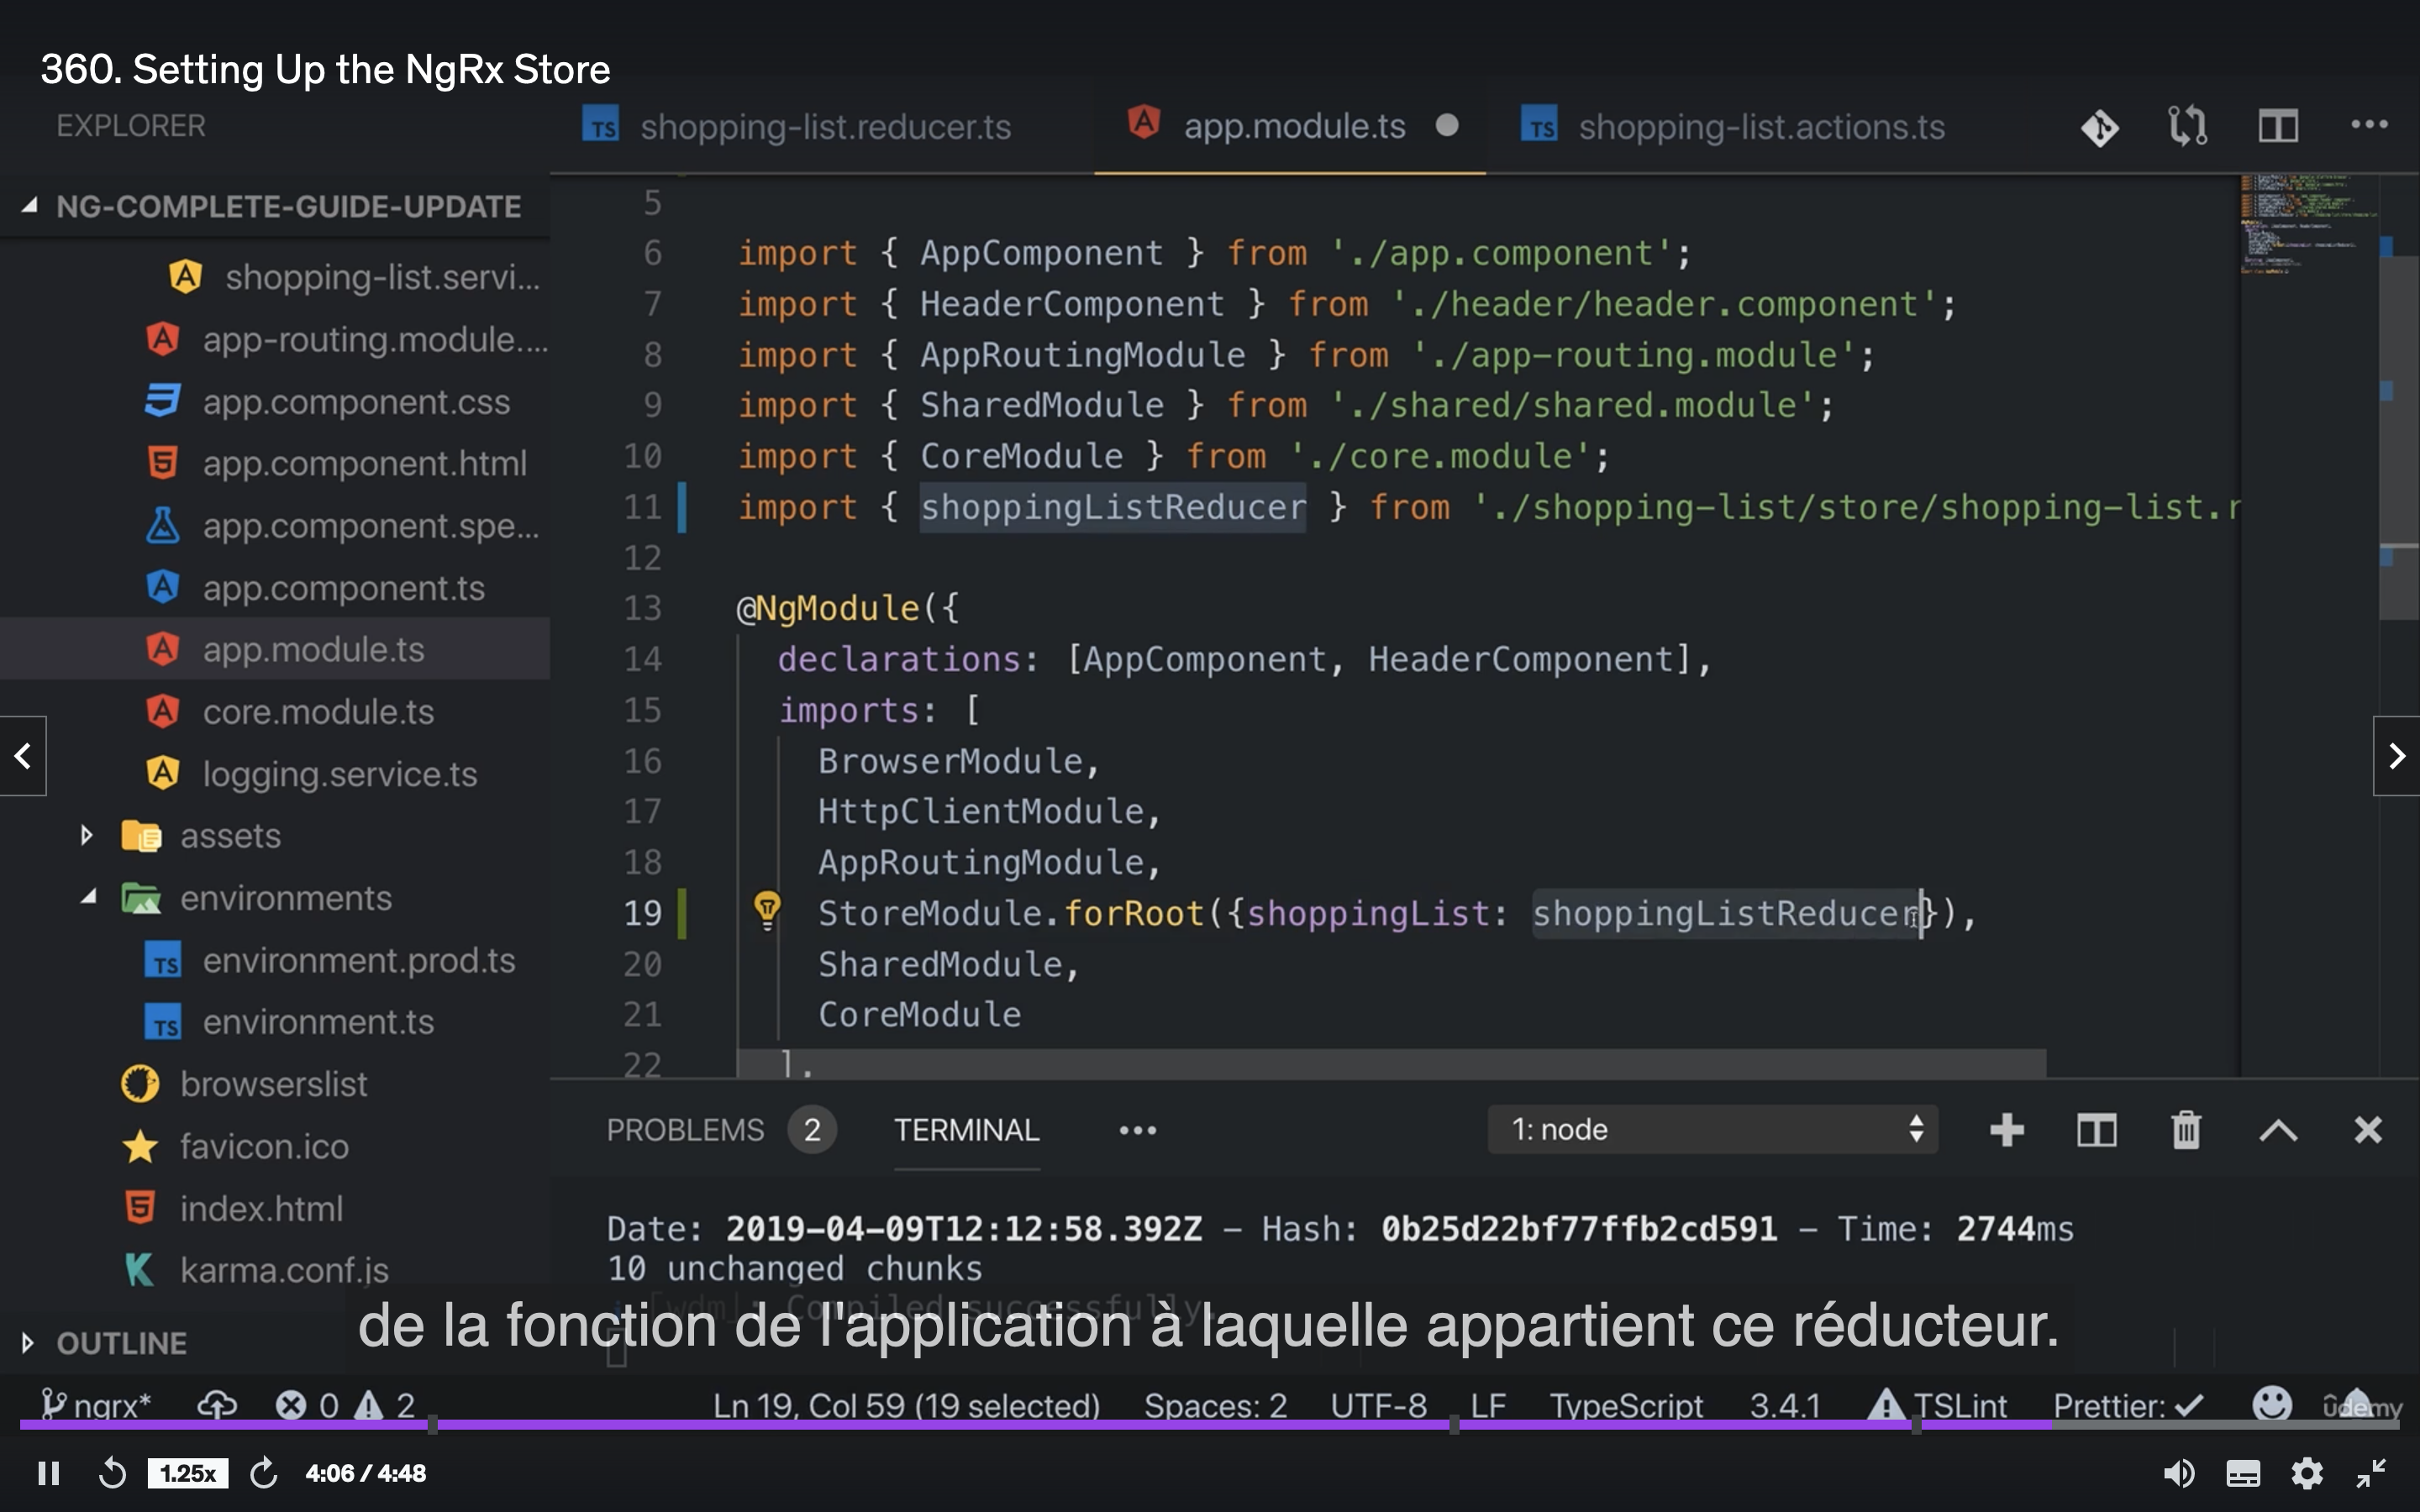 360. Setting Up the NgRx Store
EXPLORER
shopping-list.reducer.ts
app.module.ts
shopping-list.actions.ts
NG-COMPLETE-GUIDE-UPDATE
shopping-list.servi...
app-routing.module....
app.component.css
app.component.html
app.component.spe...
app.component.ts
app.module.ts
core.module.ts
logging.service.ts
assets
environments
environment.prod.ts
environment.ts
browserslist
favicon.ico
index.html
karma.conf.js
OUTLINE
5
6 import { AppComponent } from './app.component';
7 import { HeaderComponent } from './header/header.component';
8 import { AppRoutingModule } from './app-routing.module';
9 import { SharedModule } from './shared/shared.module';
10 import { CoreModule } from './core.module';
11 import { shoppingListReducer } from './shopping-list/store/shopping-list.r
12
13 @NgModule({
14 declarations: [AppComponent, HeaderComponent],
15 imports: [
16 BrowserModule,
17 HttpClientModule,
18 AppRoutingModule,
19 StoreModule.forRoot({shoppingList: shoppingListReducer}),
20 SharedModule,
21 CoreModule
22 ],
PROBLEMS 2 TERMINAL
1: node
Date: 2019-04-09T12:12:58.392Z - Hash: 0b25d22bf77ffb2cd591 - Time: 2744ms
10 unchanged chunks
[wdm]: Compiled successfully.
de la fonction de l'application à laquelle appartient ce réducteur.
ngrx* 0 2 Ln 19, Col 59 (19 selected) Spaces: 2 UTF-8 LF TypeScript 3.4.1 TSLint Prettier: ûdemy
1.25x 4:06 / 4:48